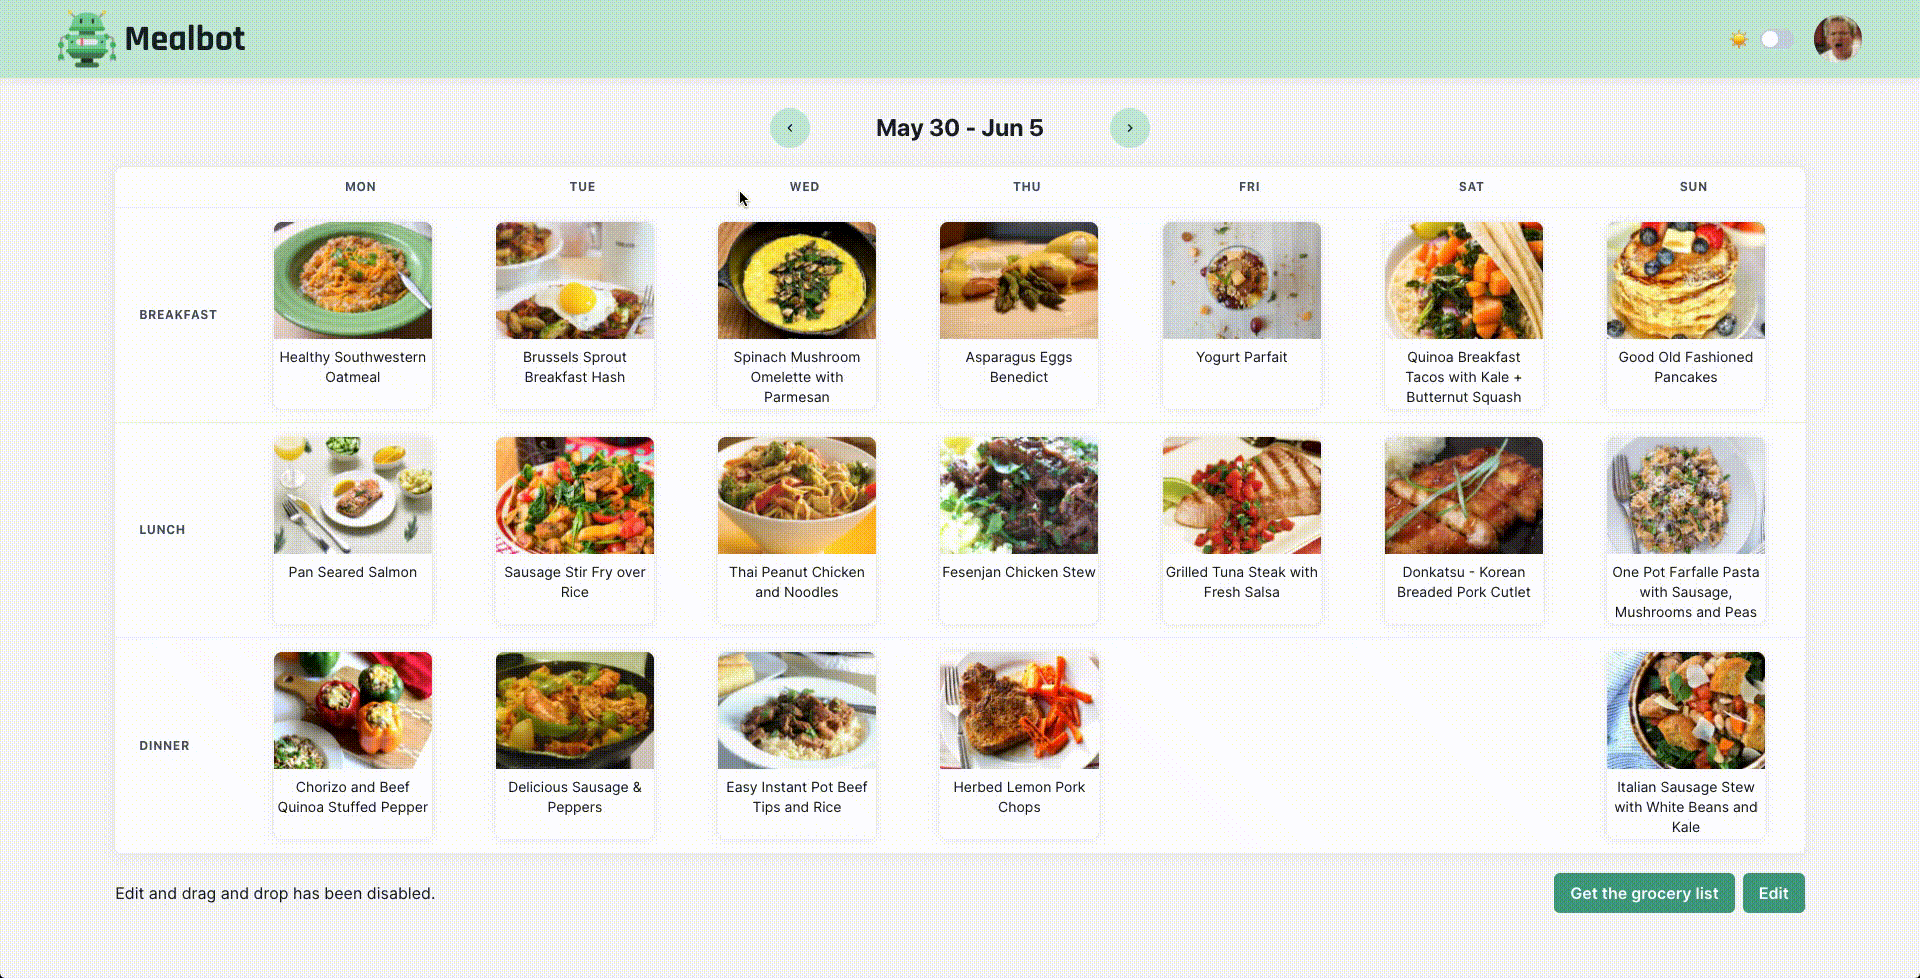 Mealbot
May 30 - Jun 5
MON TUE WED THU FRI SAT SUN
BREAKFAST
Healthy Southwestern
Oatmeal
Brussels Sprout
Breakfast Hash
Spinach Mushroom
Omelette with
Parmesan
Asparagus Eggs
Benedict
Yogurt Parfait
Quinoa Breakfast
Tacos with Kale +
Butternut Squash
Good Old Fashioned
Pancakes
LUNCH
Pan Seared Salmon
Sausage Stir Fry over
Rice
Thai Peanut Chicken
and Noodles
Fesenjan Chicken Stew
Grilled Tuna Steak with
Fresh Salsa
Donkatsu - Korean
Breaded Pork Cutlet
One Pot Farfalle Pasta
with Sausage,
Mushrooms and Peas
DINNER
Chorizo and Beef
Quinoa Stuffed Pepper
Delicious Sausage &
Peppers
Easy Instant Pot Beef
Tips and Rice
Herbed Lemon Pork
Chops
Italian Sausage Stew
with White Beans and
Kale
Edit and drag and drop has been disabled.
Get the grocery list
Edit